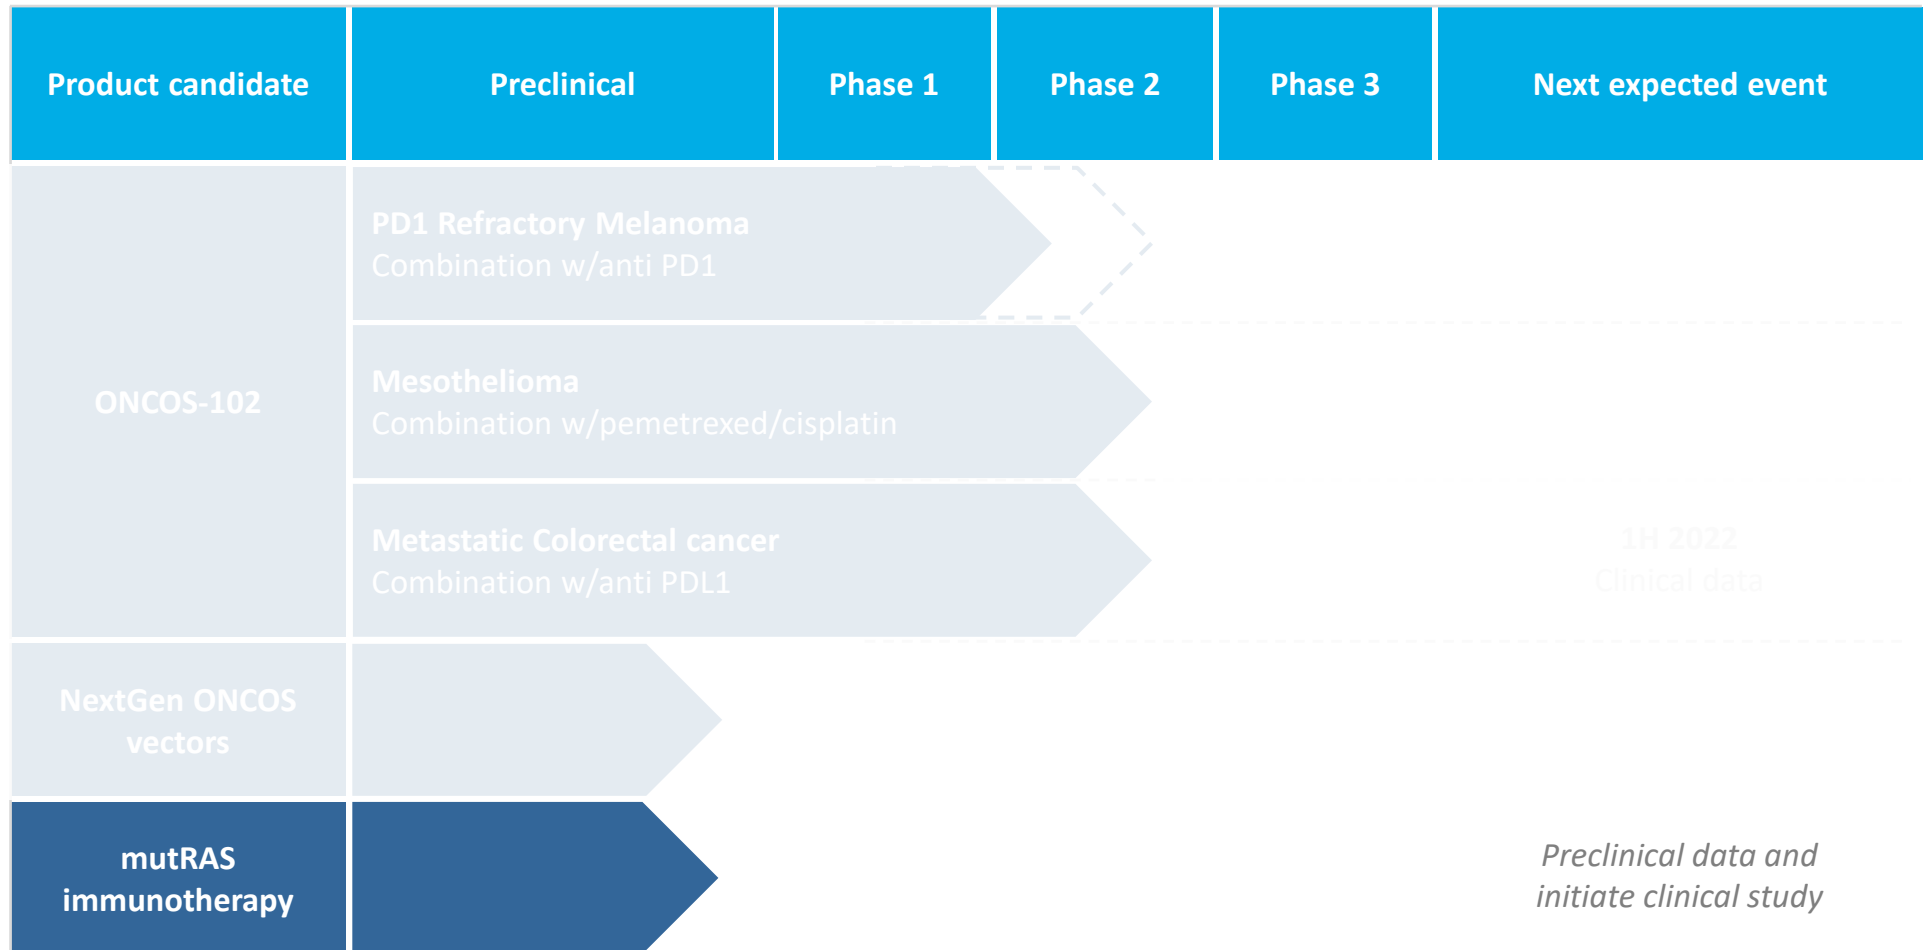 Product candidate
Preclinical
Phase 1
Phase 2
Phase 3
Next expected event
ONCOS-102
PD1 Refractory Melanoma
Combination w/anti PD1
Mesothelioma
Combination w/pemetrexed/cisplatin
Metastatic Colorectal cancer
Combination w/anti PDL1
1H 2022
Clinical data
NextGen ONCOS
vectors
mutRAS
immunotherapy
Preclinical data and
initiate clinical study